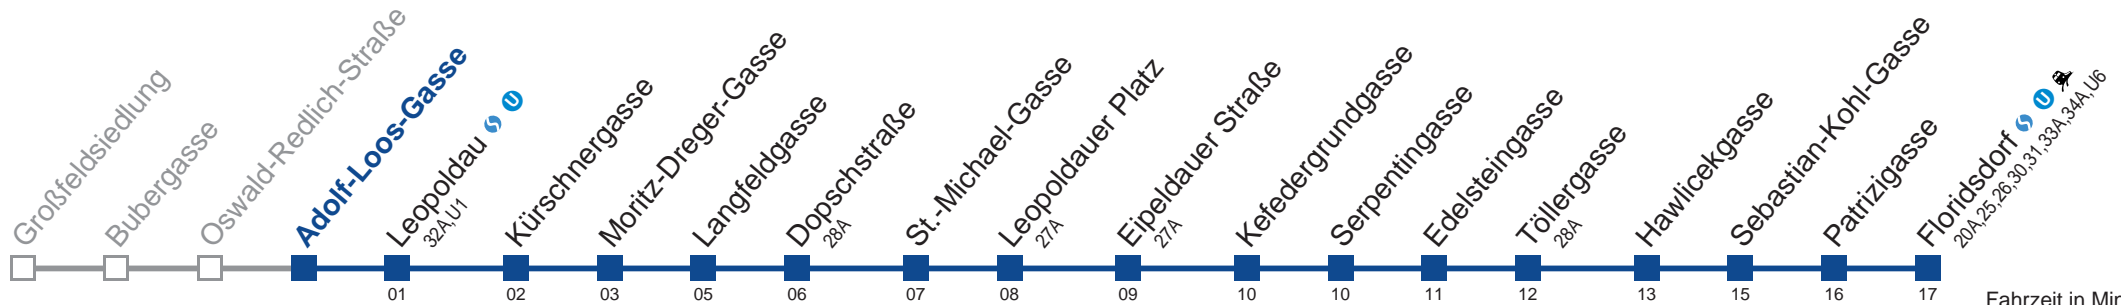 Großfeldsiedlung
Bubergasse
Oswald-Redlich-Straße
Adolf-Loos-Gasse
Leopoldau
32A,U1
Kürschnergasse
Moritz-Dreger-Gasse
Langfeldgasse
Dopschstraße
28A
St.-Michael-Gasse
Leopoldauer Platz
27A
Eipeldauer Straße
27A
Kefedergrundgasse
Serpentingasse
Edelsteingasse
Töllergasse
28A
Hawlicekgasse
Sebastian-Kohl-Gasse
Patrizigasse
Floridsdorf
20A,25,26,30,31,33A,34A,U6
01 02 03 05 06 07 08 09 10 10 11 12 13 15 16 17
Fahrzeit in Min